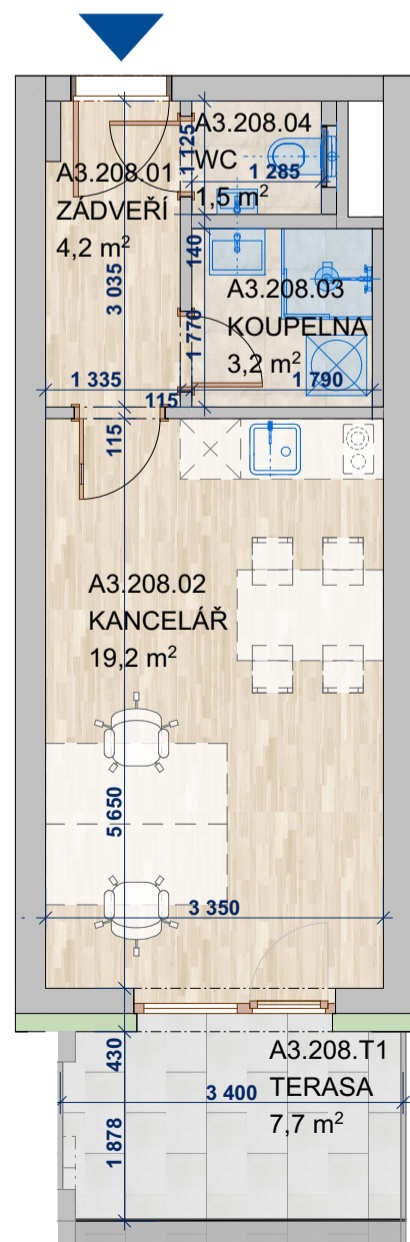 A3.208.04
WC
1,5 m²
1 125
1 285
A3.208.01
ZÁDVEŘÍ
4,2 m²
3 035
140
A3.208.03
KOUPELNA
3,2 m²
1 770
1 335
1 790
115
115
A3.208.02
KANCELÁŘ
19,2 m²
5 650
3 350
430
A3.208.T1
TERASA
7,7 m²
3 400
1 878